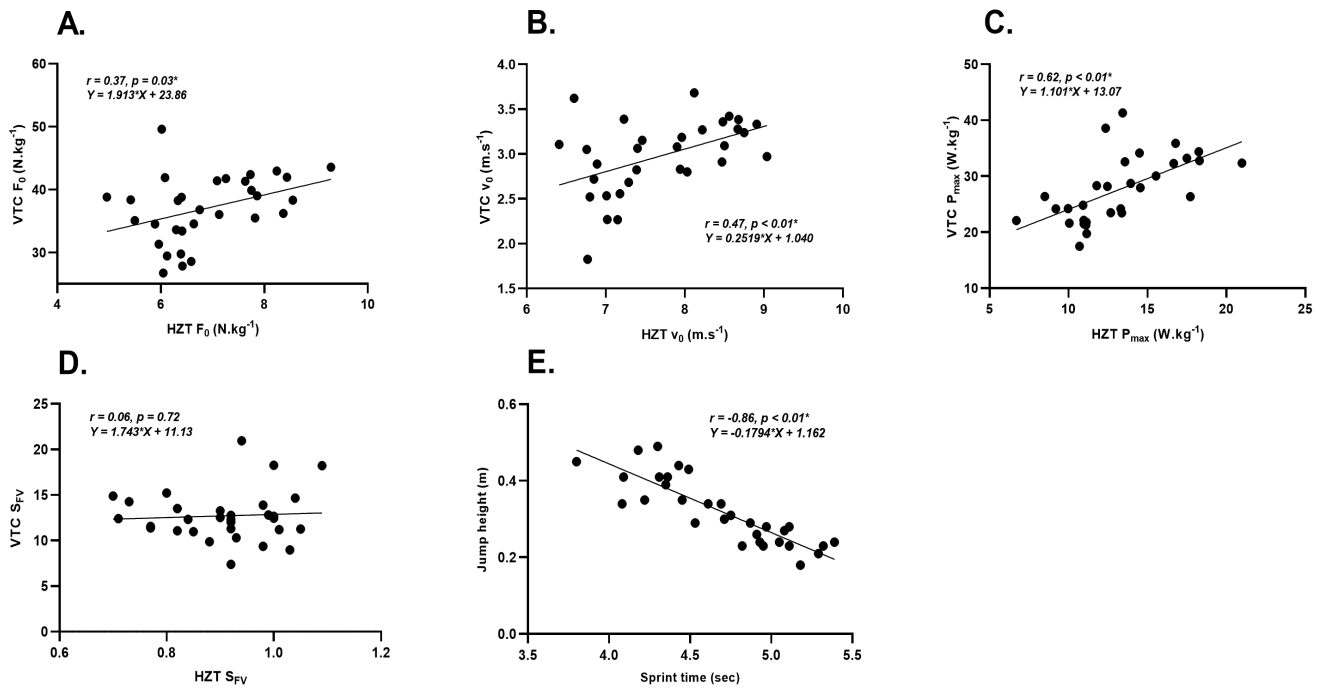 A.
r = 0.37, p = 0.03*
Y = 1.913*X + 23.86
VTC F0 (N.kg-1)
60
50
40
30
4
6
8
10
HZT F0 (N.kg-1)
B.
VTC v0 (m.s-1)
4.0
3.5
3.0
2.5
2.0
1.5
r = 0.47, p < 0.01*
Y = 0.2519*X + 1.040
6
7
8
9
10
HZT v0 (m.s-1)
C.
r = 0.62, p < 0.01*
Y = 1.101*X + 13.07
VTC Pmax (W.kg-1)
50
40
30
20
10
5
10
15
20
25
HZT Pmax (W.kg-1)
D.
r = 0.06, p = 0.72
Y = 1.743*X + 11.13
VTC SFV
25
20
15
10
5
0
0.6
0.8
1.0
1.2
HZT SFV
E.
r = -0.86, p < 0.01*
Y = -0.1794*X + 1.162
Jump height (m)
0.6
0.4
0.2
0.0
3.5
4.0
4.5
5.0
5.5
Sprint time (sec)